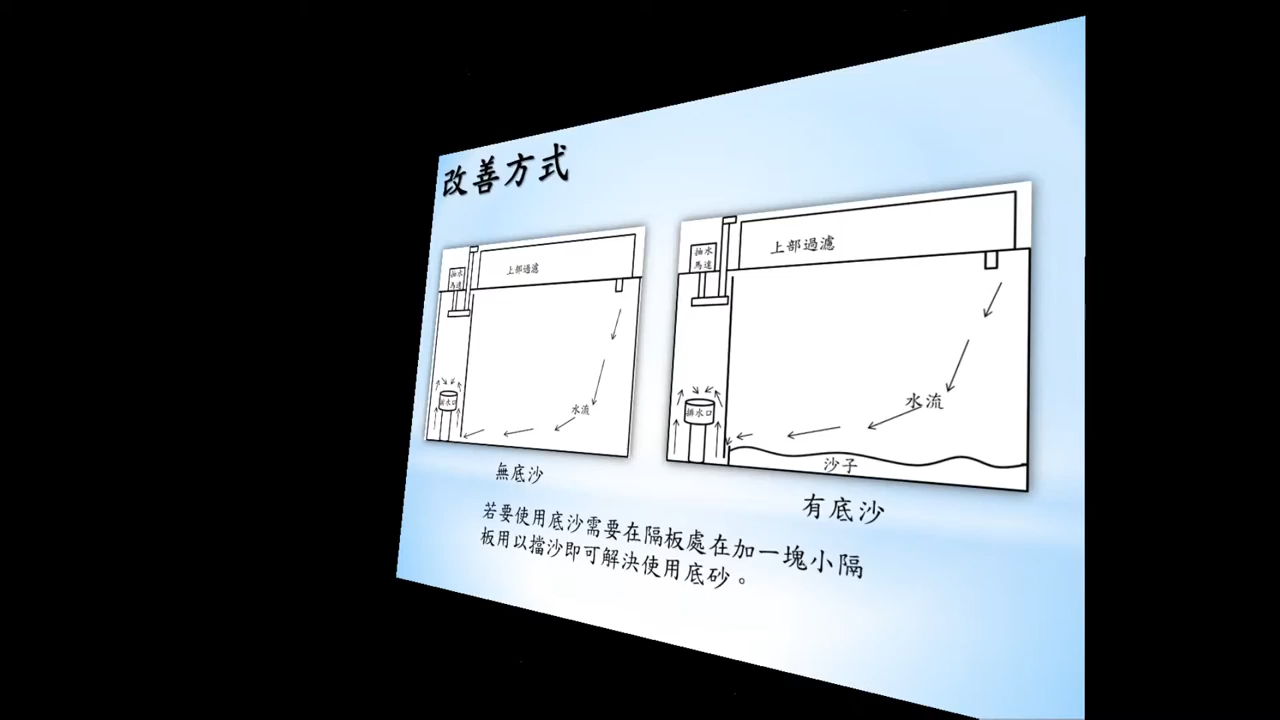 改善方式
上部過濾
抽水
馬達
水流
排水口
無底沙
上部過濾
抽水
馬達
水流
排水口
沙子
有底沙
若要使用底沙需要在隔板處在加一塊小隔
板用以擋沙即可解決使用底砂。